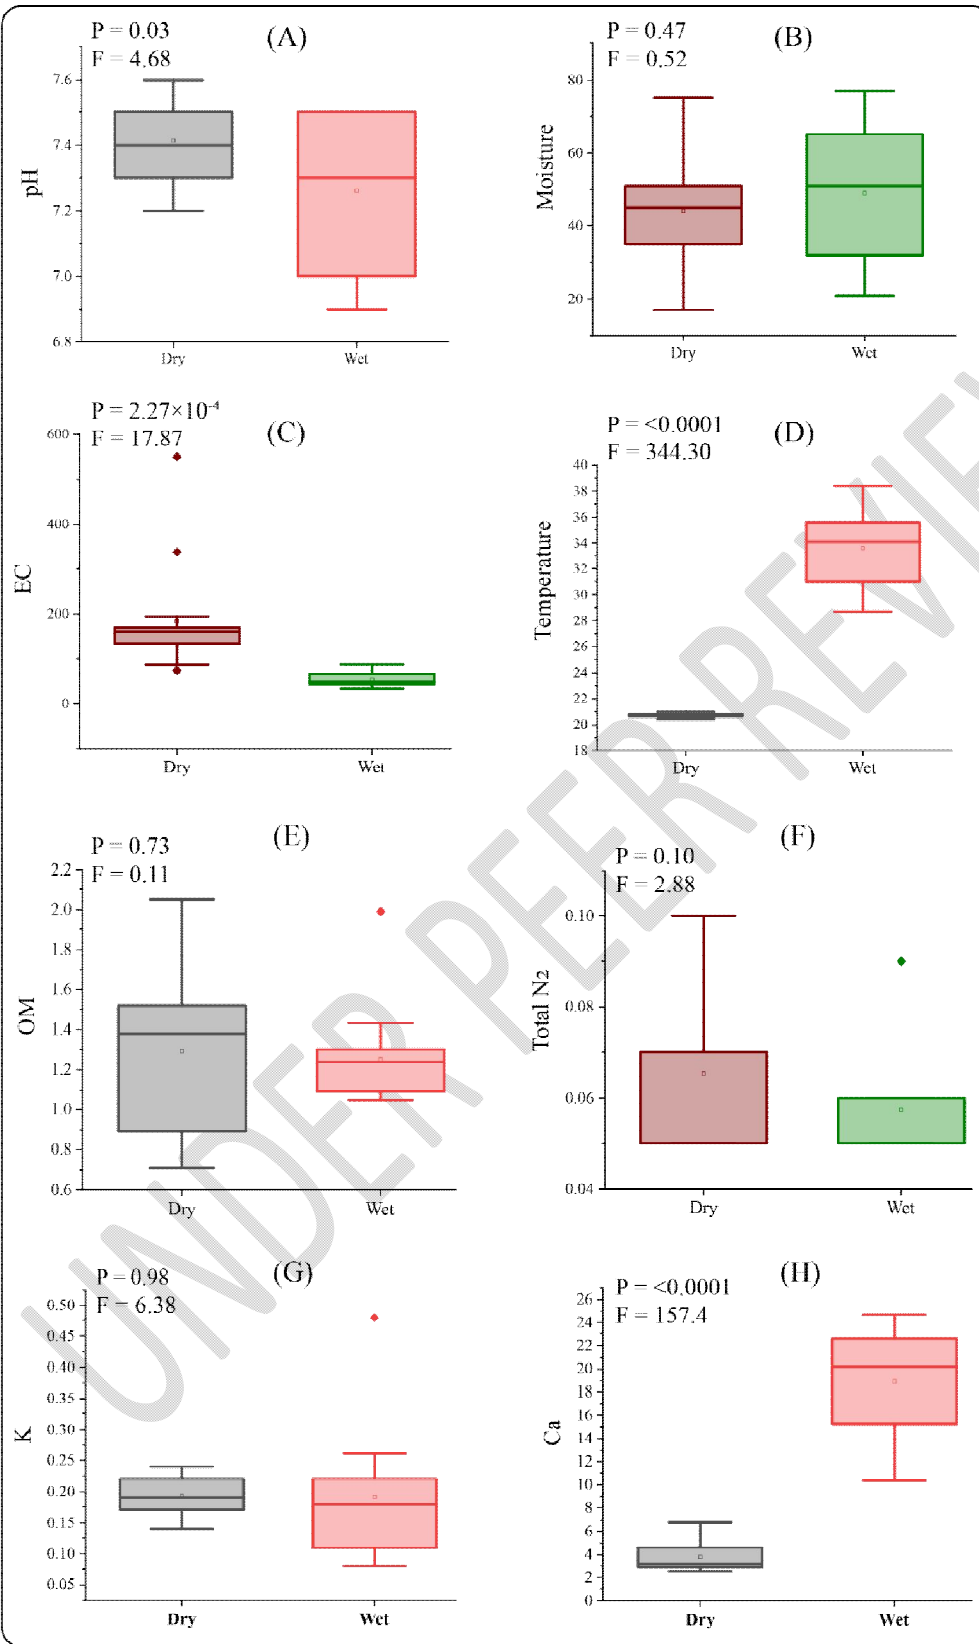 P = 0.03
F = 4.68
(A)
7.6
7.4
7.2
7.0
6.8
pH
Dry
Wet
P = 0.47
F = 0.52
(B)
80
60
40
20
Moisture
Dry
Wet
P = 2.27×10⁻⁴
F = 17.87
(C)
600
400
200
0
EC
Dry
Wet
P = <0.0001
F = 344.30
(D)
40
38
36
34
32
30
28
26
24
22
20
18
Temperature
Dry
Wet
P = 0.73
F = 0.11
(E)
2.2
2.0
1.8
1.6
1.4
1.2
1.0
0.8
0.6
OM
Dry
Wet
P = 0.10
F = 2.88
(F)
0.10
0.08
0.06
0.04
Total N2
Dry
Wet
P = 0.98
F = 6.38
(G)
0.50
0.45
0.40
0.35
0.30
0.25
0.20
0.15
0.10
0.05
K
Dry
Wet
P = <0.0001
F = 157.4
(H)
26
24
22
20
18
16
14
12
10
8
6
4
2
0
Ca
Dry
Wet
UNDER PEER REVIEW